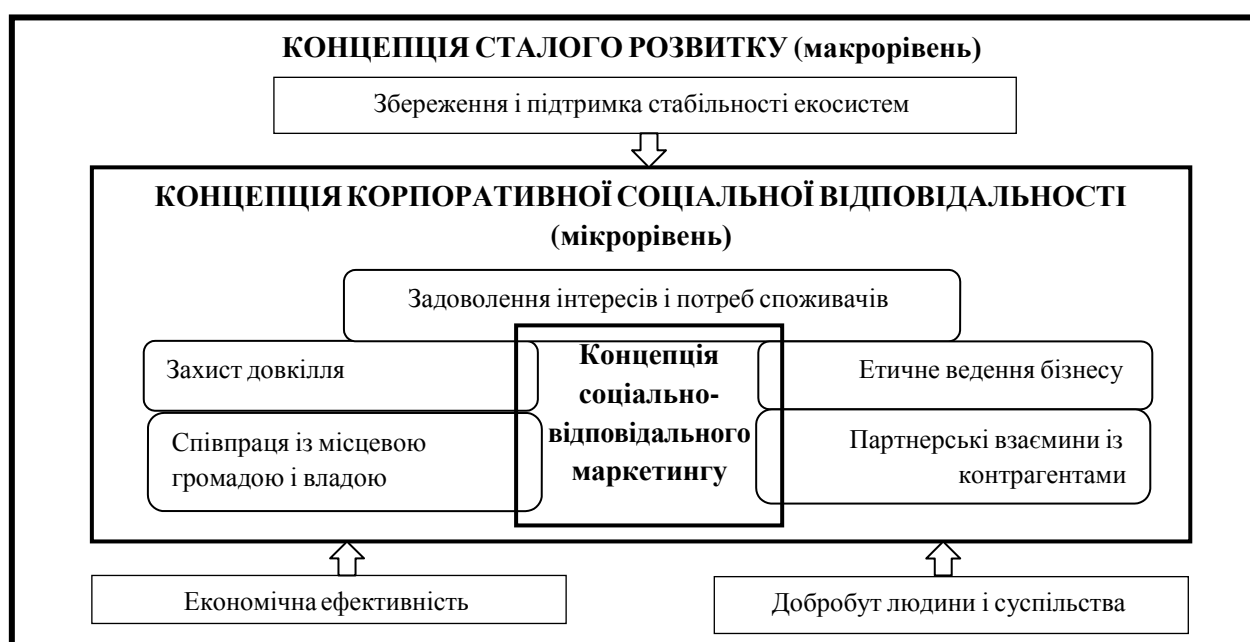 КОНЦЕПЦІЯ СТАЛОГО РОЗВИТКУ (макрорівень)
Збереження і підтримка стабільності екосистем
КОНЦЕПЦІЯ КОРПОРАТИВНОЇ СОЦІАЛЬНОЇ ВІДПОВІДАЛЬНОСТІ
(мікрорівень)
Задоволення інтересів і потреб споживачів
Захист довкілля
Співпраця із місцевою
громадою і владою
Концепція
соціально-
відповідального
маркетингу
Етичне ведення бізнесу
Партнерські взаємини із
контрагентами
Економічна ефективність
Добробут людини і суспільства